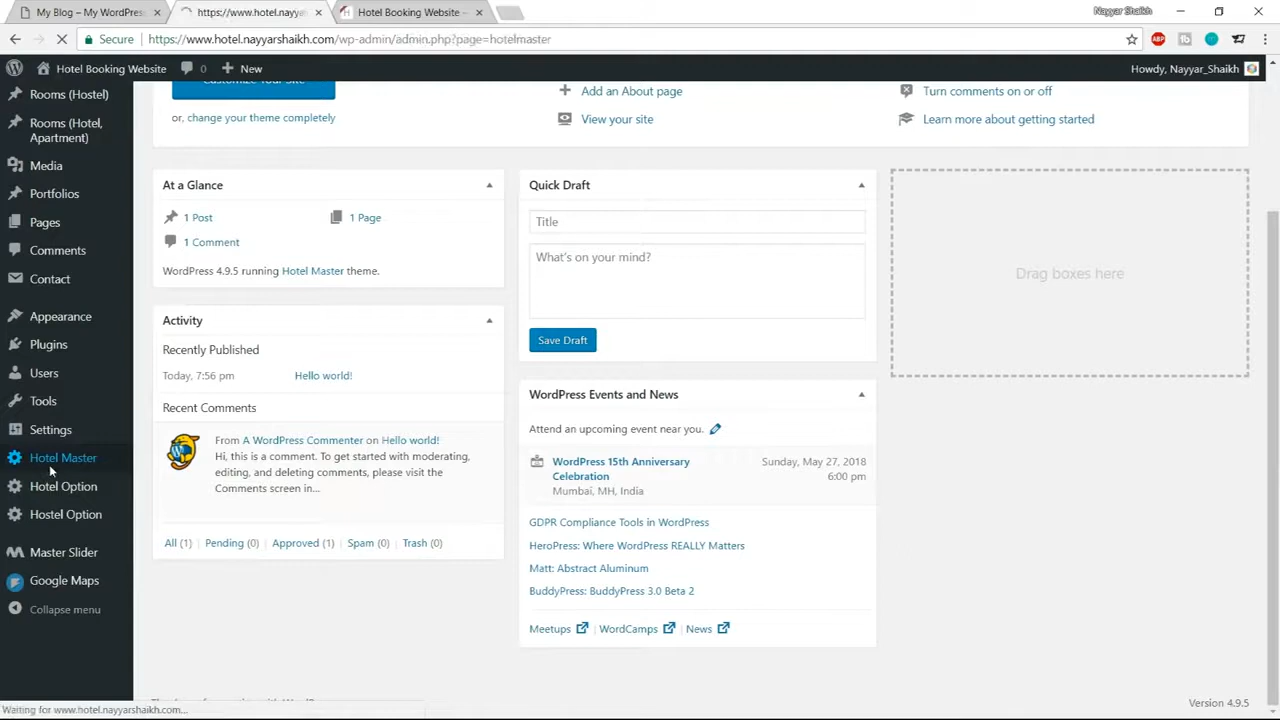 My Blog – My WordPress
https://www.hotel.nayya
Hotel Booking Website –
Nayyar Shaikh
Secure
https://www.hotel.nayyarshaikh.com/wp-admin/admin.php?page=hotelmaster
ABP
Hotel Booking Website
0
New
Howdy, Nayyar_Shaikh
Rooms (Hostel)
Rooms (Hotel,
Apartment)
Media
Portfolios
Pages
Comments
Contact
Appearance
Plugins
Users
Tools
Settings
Hotel Master
Hotel Option
Hostel Option
Master Slider
Google Maps
Collapse menu
Customize Your Site
or, change your theme completely
Add an About page
View your site
Turn comments on or off
Learn more about getting started
At a Glance
1 Post
1 Page
1 Comment
WordPress 4.9.5 running Hotel Master theme.
Activity
Recently Published
Today, 7:56 pm
Hello world!
Recent Comments
From A WordPress Commenter on Hello world!
Hi, this is a comment. To get started with moderating,
editing, and deleting comments, please visit the
Comments screen in...
All (1) | Pending (0) | Approved (1) | Spam (0) | Trash (0)
Quick Draft
Title
What's on your mind?
Save Draft
WordPress Events and News
Attend an upcoming event near you.
WordPress 15th Anniversary
Celebration
Mumbai, MH, India
Sunday, May 27, 2018
6:00 pm
GDPR Compliance Tools in WordPress
HeroPress: Where WordPress REALLY Matters
Matt: Abstract Aluminum
BuddyPress: BuddyPress 3.0 Beta 2
Meetups | WordCamps | News
Drag boxes here
Waiting for www.hotel.nayyarshaikh.com...
Version 4.9.5